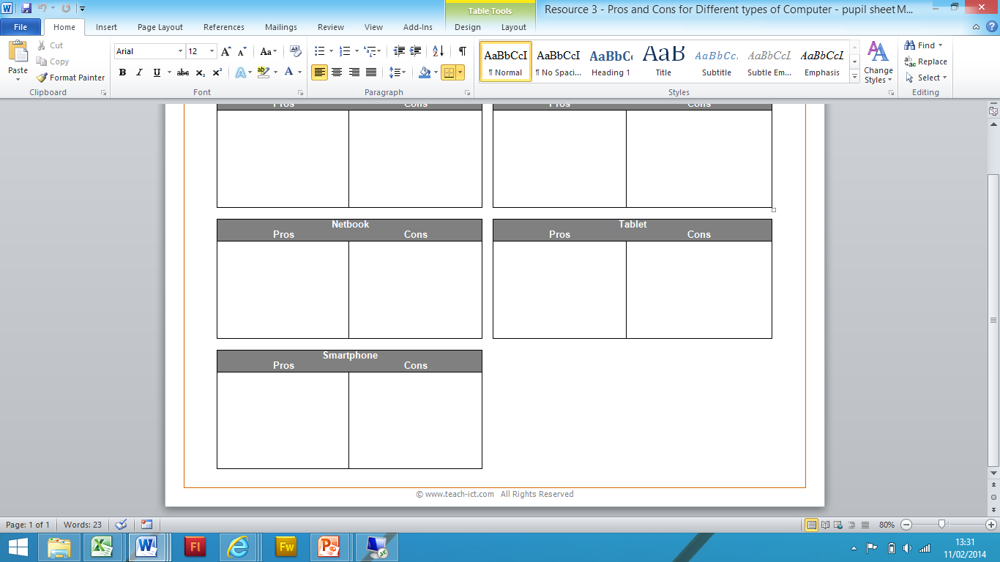 Table Tools
Resource 3 - Pros and Cons for Different types of Computer - pupil sheet M...
File Home Insert Page Layout References Mailings Review View Add-Ins Design Layout
Paste
Cut
Copy
Format Painter
Clipboard
Arial 12
Font
Paragraph
AaBbCcI AaBbCcI AaBbCc AaB AaBbCc. AaBbCcI AaBbCcI
¶ Normal ¶ No Spaci... Heading 1 Title Subtitle Subtle Em... Emphasis
Styles
Change Styles
Find
Replace
Select
Editing
Pros Cons Pros Cons
Netbook Tablet
Pros Cons Pros Cons
Smartphone
Pros Cons
© www.teach-ict.com All Rights Reserved
Page: 1 of 1 Words: 23 80%
13:31
11/02/2014